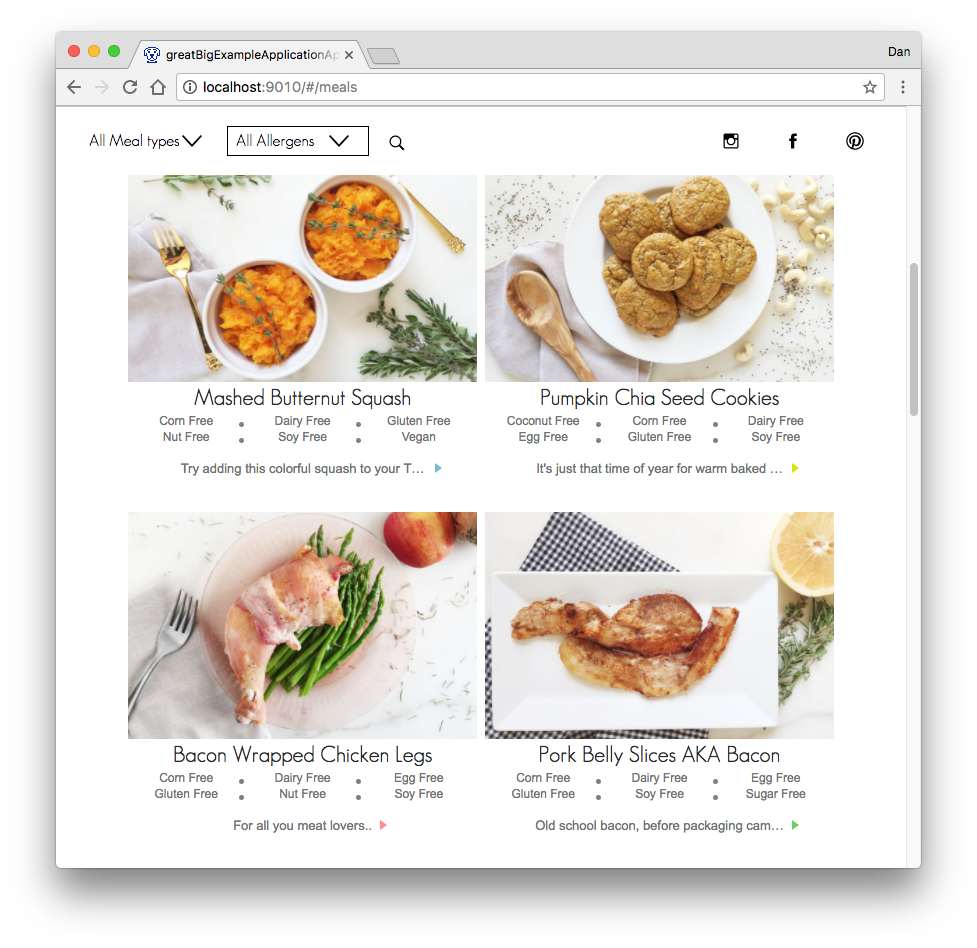 greatBigExampleApplicationAp
Dan
localhost:9010/#/meals
All Meal types
All Allergens
Mashed Butternut Squash
Corn Free • Dairy Free • Gluten Free
Nut Free • Soy Free • Vegan
Try adding this colorful squash to your T...
Pumpkin Chia Seed Cookies
Coconut Free • Corn Free • Dairy Free
Egg Free • Gluten Free • Soy Free
It's just that time of year for warm baked ...
Bacon Wrapped Chicken Legs
Corn Free • Dairy Free • Egg Free
Gluten Free • Nut Free • Soy Free
For all you meat lovers..
Pork Belly Slices AKA Bacon
Corn Free • Dairy Free • Egg Free
Gluten Free • Soy Free • Sugar Free
Old school bacon, before packaging cam...